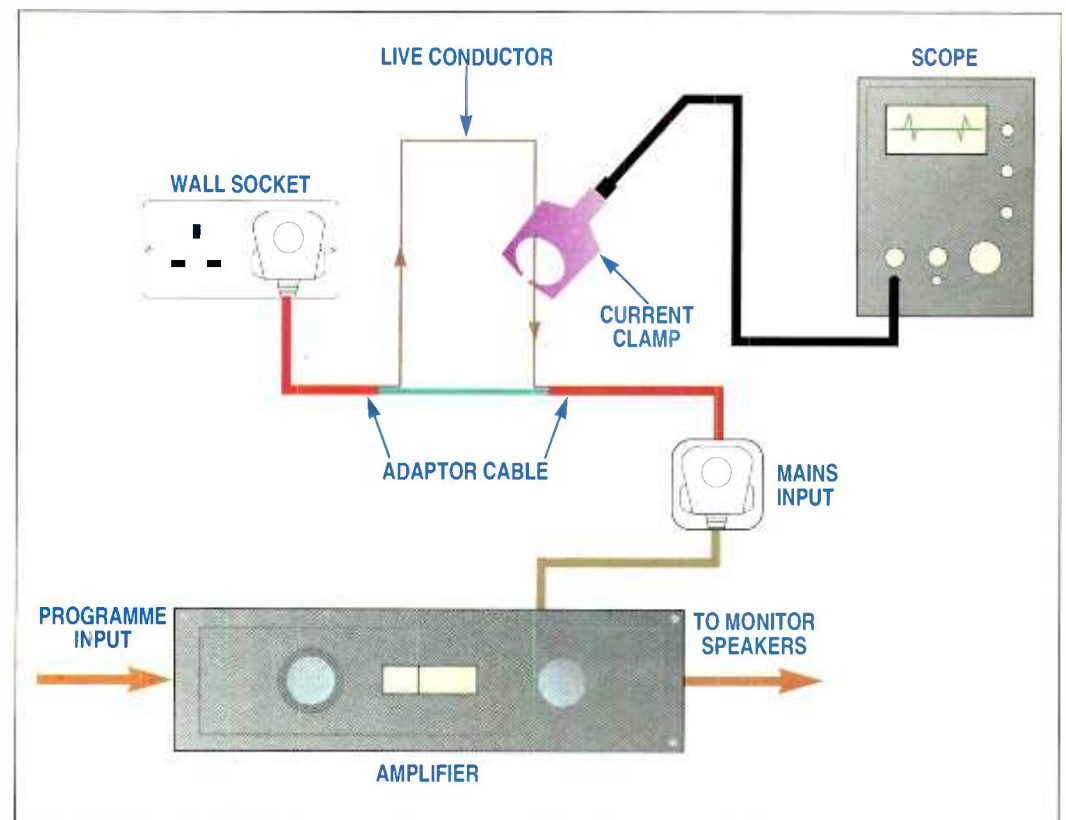 LIVE CONDUCTOR
SCOPE
WALL SOCKET
CURRENT
CLAMP
ADAPTOR CABLE
MAINS
INPUT
PROGRAMME
INPUT
TO MONITOR
SPEAKERS
AMPLIFIER